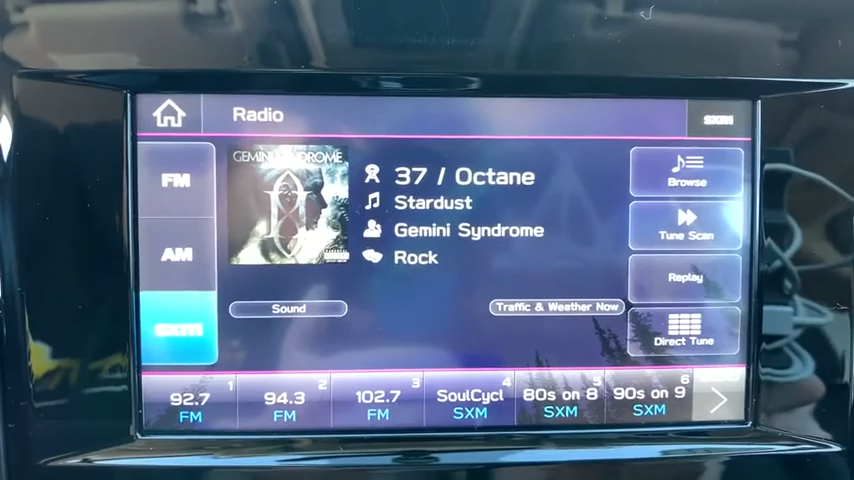 Radio
SXM
FM
AM
SXM
GEMINI SYNDROME
37 / Octane
Stardust
Gemini Syndrome
Rock
Sound
Traffic & Weather Now
Browse
Tune Scan
Replay
Direct Tune
92.7 1
FM
94.3 2
FM
102.7 3
FM
SoulCycl 4
SXM
80s on 8 5
SXM
90s on 9 6
SXM